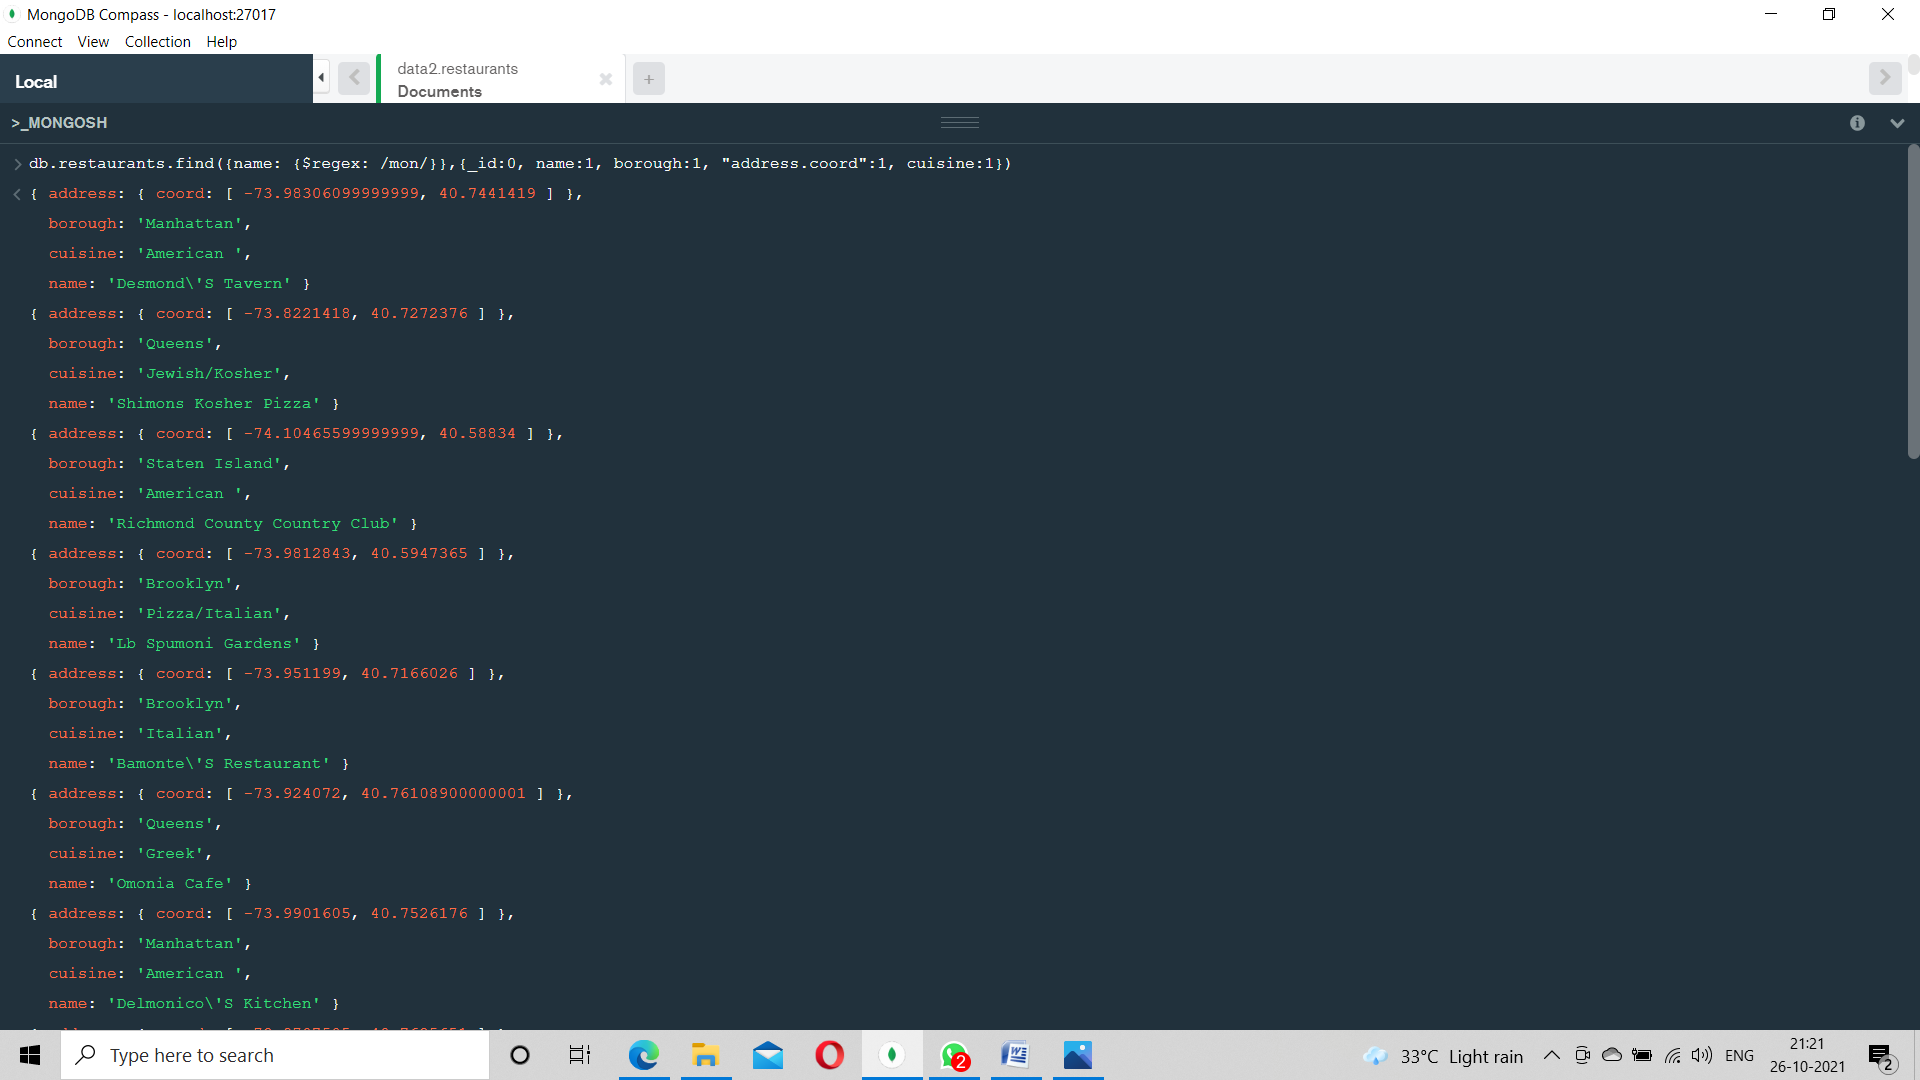 MongoDB Compass - localhost:27017
Connect View Collection Help
Local
data2.restaurants
Documents
>_MONGOSH
db.restaurants.find({name: {$regex: /mon/}},{_id:0, name:1, borough:1, "address.coord":1, cuisine:1})
{ address: { coord: [ -73.98306099999999, 40.7441419 ] },
borough: 'Manhattan',
cuisine: 'American ',
name: 'Desmond\'S Tavern' }
{ address: { coord: [ -73.8221418, 40.7272376 ] },
borough: 'Queens',
cuisine: 'Jewish/Kosher',
name: 'Shimons Kosher Pizza' }
{ address: { coord: [ -74.10465599999999, 40.58834 ] },
borough: 'Staten Island',
cuisine: 'American ',
name: 'Richmond County Country Club' }
{ address: { coord: [ -73.9812843, 40.5947365 ] },
borough: 'Brooklyn',
cuisine: 'Pizza/Italian',
name: 'Lb Spumoni Gardens' }
{ address: { coord: [ -73.951199, 40.7166026 ] },
borough: 'Brooklyn',
cuisine: 'Italian',
name: 'Bamonte\'S Restaurant' }
{ address: { coord: [ -73.924072, 40.76108900000001 ] },
borough: 'Queens',
cuisine: 'Greek',
name: 'Omonia Cafe' }
{ address: { coord: [ -73.9901605, 40.7526176 ] },
borough: 'Manhattan',
cuisine: 'American ',
name: 'Delmonico\'S Kitchen' }
Type here to search
2
33°C Light rain
ENG
21:21
26-10-2021
2